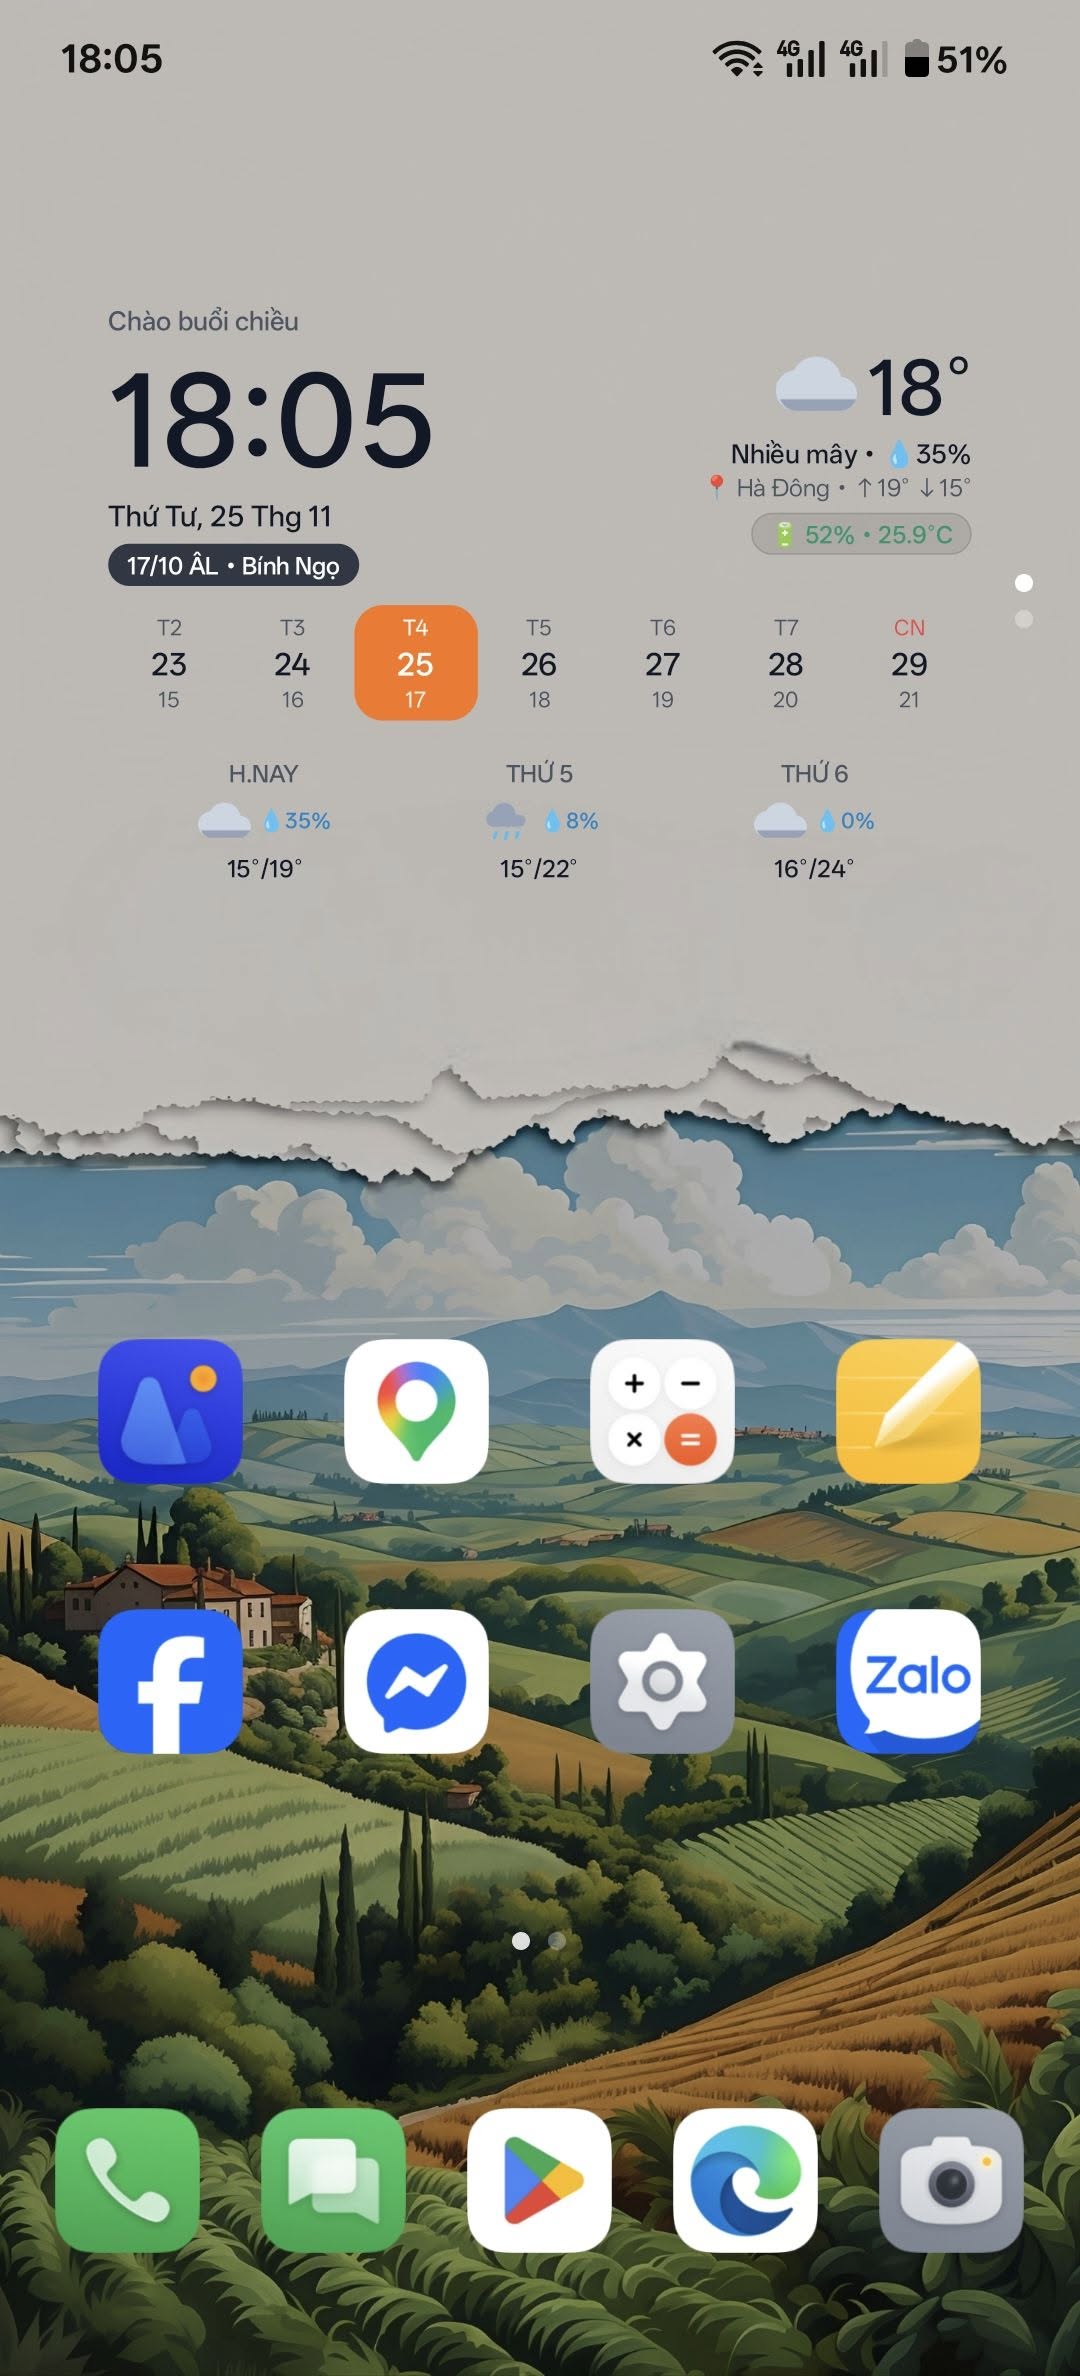 18:05 4G 4G 51%
Chào buổi chiều
18:05
18°
Nhiều mây • 💧35%
📍 Hà Đông • ↑19° ↓15°
Thứ Tư, 25 Thg 11
🔋 52% • 25.9°C
17/10 ÂL • Bính Ngọ
T2 T3 T4 T5 T6 T7 CN
23 24 25 26 27 28 29
15 16 17 18 19 20 21
H.NAY THỨ 5 THỨ 6
💧35% 💧8% 💧0%
15°/19° 15°/22° 16°/24°
Zalo